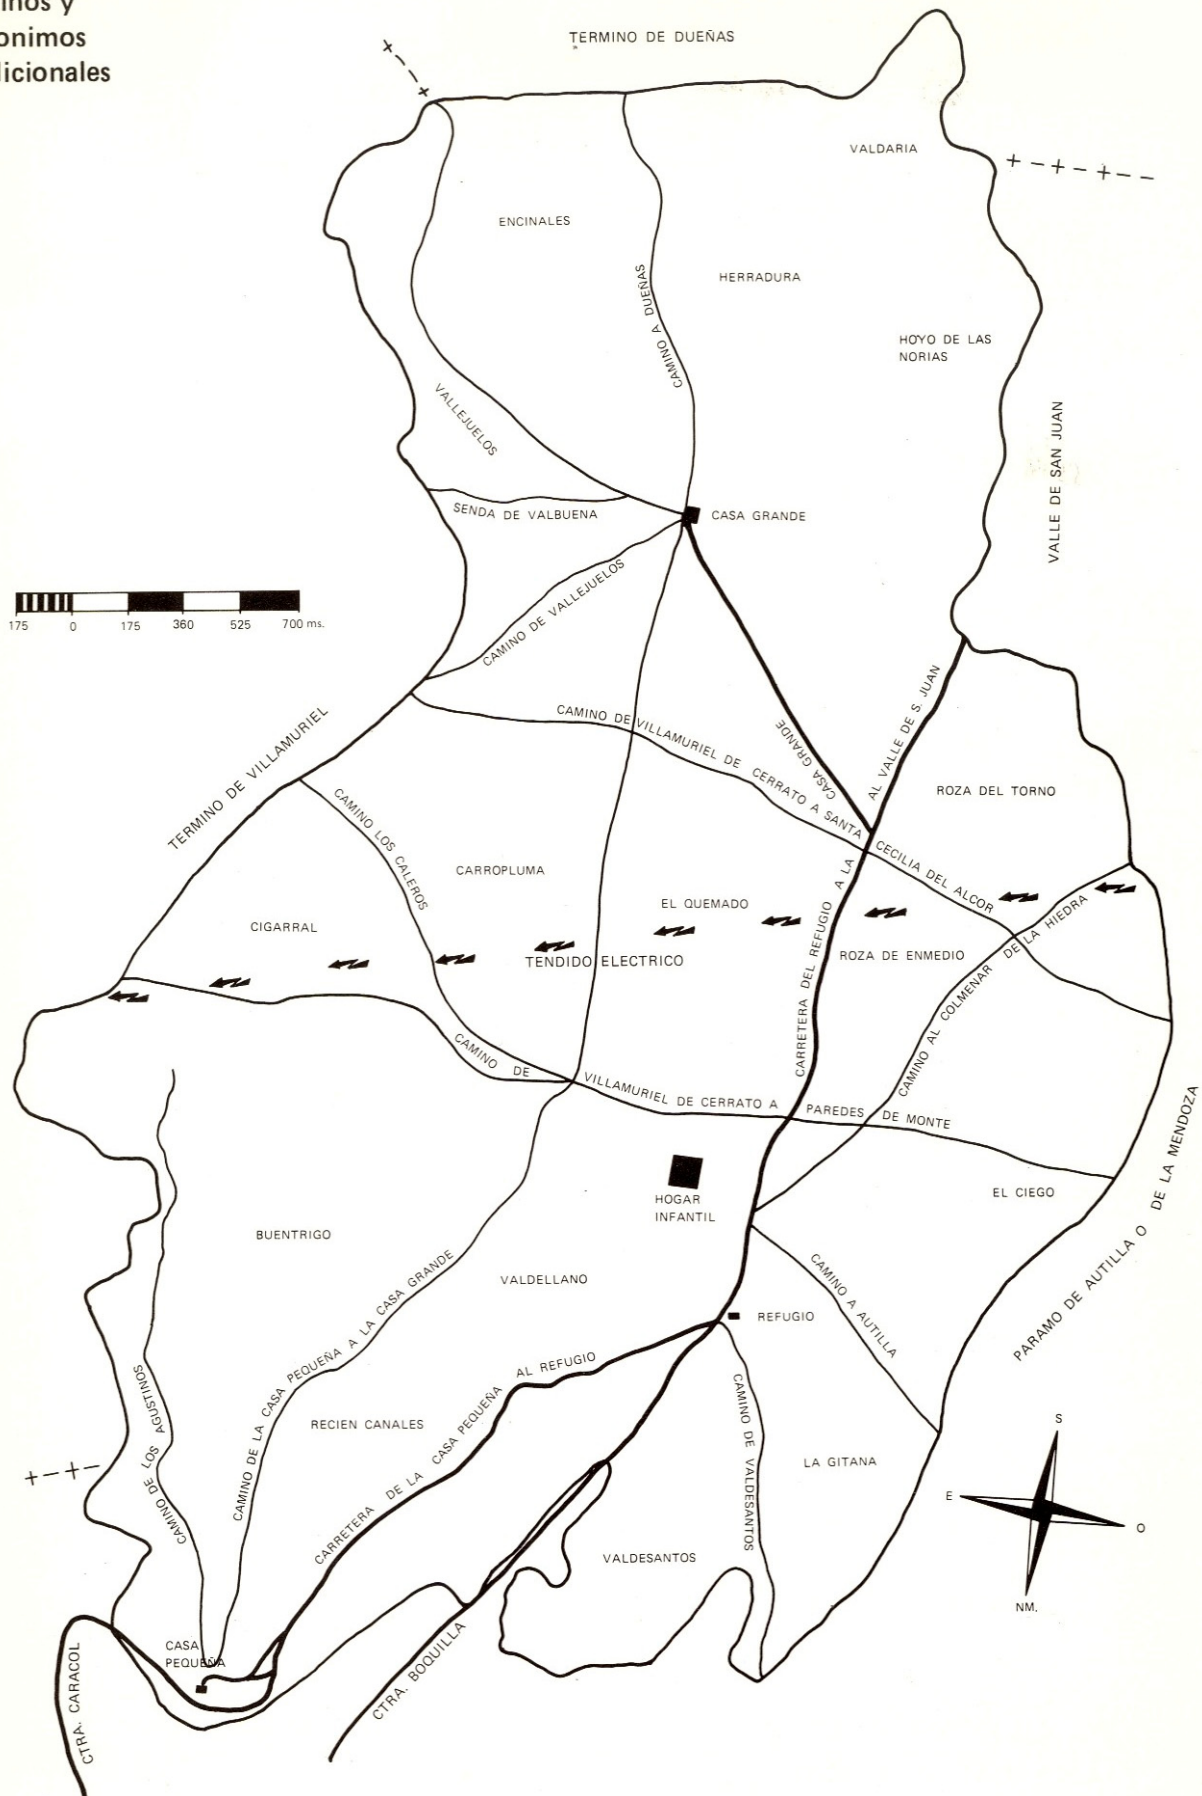 TERMINO DE DUEÑAS
VALDARIA
ENCINALES
HERRADURA
CAMINO A DUEÑAS
HOYO DE LAS
NORIAS
VALLEJUELOS
VALLE DE SAN JUAN
SENDA DE VALBUENA
CASA GRANDE
CAMINO DE VALLEJUELOS
175 0 175 360 525 700 ms.
TERMINO DE VILLAMURIEL
CAMINO DE VILLAMURIEL DE CERRATO A SANTA CECILIA DEL ALCOR
CASA GRANDE
AL VALLE DE S. JUAN
ROZA DEL TORNO
CAMINO LOS CALEROS
CARROPLUMA
EL QUEMADO
CIGARRAL
TENDIDO ELECTRICO
ROZA DE ENMEDIO
CARRETERA DEL REFUGIO A LA
CAMINO AL COLMENAR DE LA HIEDRA
CAMINO DE VILLAMURIEL DE CERRATO A PAREDES DE MONTE
HOGAR
INFANTIL
EL CIEGO
PARAMO DE AUTILLA O DE LA MENDOZA
BUENTRIGO
VALDELLANO
CAMINO A AUTILLA
REFUGIO
CAMINO DE LA CASA PEQUEÑA A LA CASA GRANDE
CAMINO DE LOS AGUSTINOS
RECIEN CANALES
CARRETERA DE LA CASA PEQUEÑA AL REFUGIO
CAMINO DE VALDESANTOS
LA GITANA
S
E
O
NM.
VALDESANTOS
CASA
PEQUEÑA
CTRA. CARACOL
CTRA. BOQUILLA